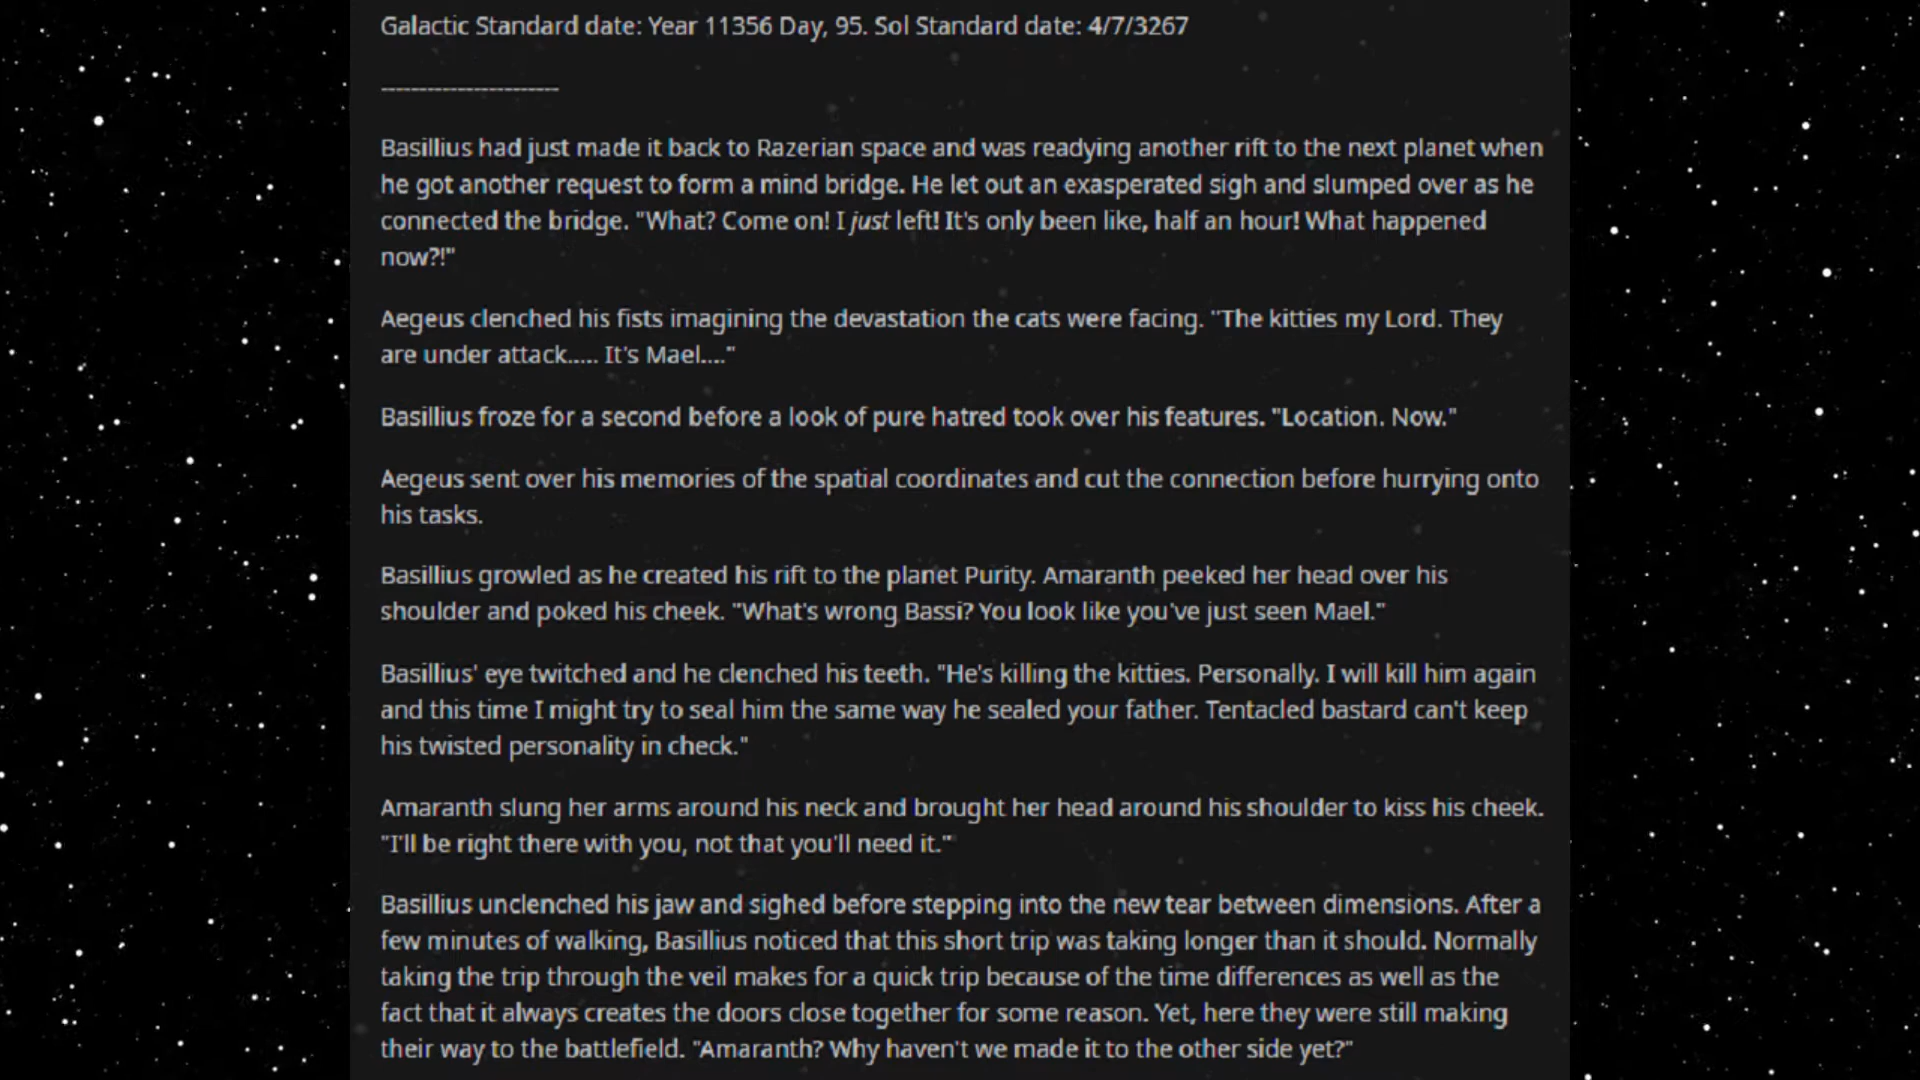 Galactic Standard date: Year 11356 Day, 95. Sol Standard date: 4/7/3267
-----------------------
Basillius had just made it back to Razerian space and was readying another rift to the next planet when
he got another request to form a mind bridge. He let out an exasperated sigh and slumped over as he
connected the bridge. "What? Come on! I just left! It's only been like, half an hour! What happened
now?!"
Aegeus clenched his fists imagining the devastation the cats were facing. "The kitties my Lord. They
are under attack..... It's Mael...."
Basillius froze for a second before a look of pure hatred took over his features. "Location. Now."
Aegeus sent over his memories of the spatial coordinates and cut the connection before hurrying onto
his tasks.
Basillius growled as he created his rift to the planet Purity. Amaranth peeked her head over his
shoulder and poked his cheek. "What's wrong Bassi? You look like you've just seen Mael."
Basillius' eye twitched and he clenched his teeth. "He's killing the kitties. Personally. I will kill him again
and this time I might try to seal him the same way he sealed your father. Tentacled bastard can't keep
his twisted personality in check."
Amaranth slung her arms around his neck and brought her head around his shoulder to kiss his cheek.
"I'll be right there with you, not that you'll need it."
Basillius unclenched his jaw and sighed before stepping into the new tear between dimensions. After a
few minutes of walking, Basillius noticed that this short trip was taking longer than it should. Normally
taking the trip through the veil makes for a quick trip because of the time differences as well as the
fact that it always creates the doors close together for some reason. Yet, here they were still making
their way to the battlefield. "Amaranth? Why haven't we made it to the other side yet?"